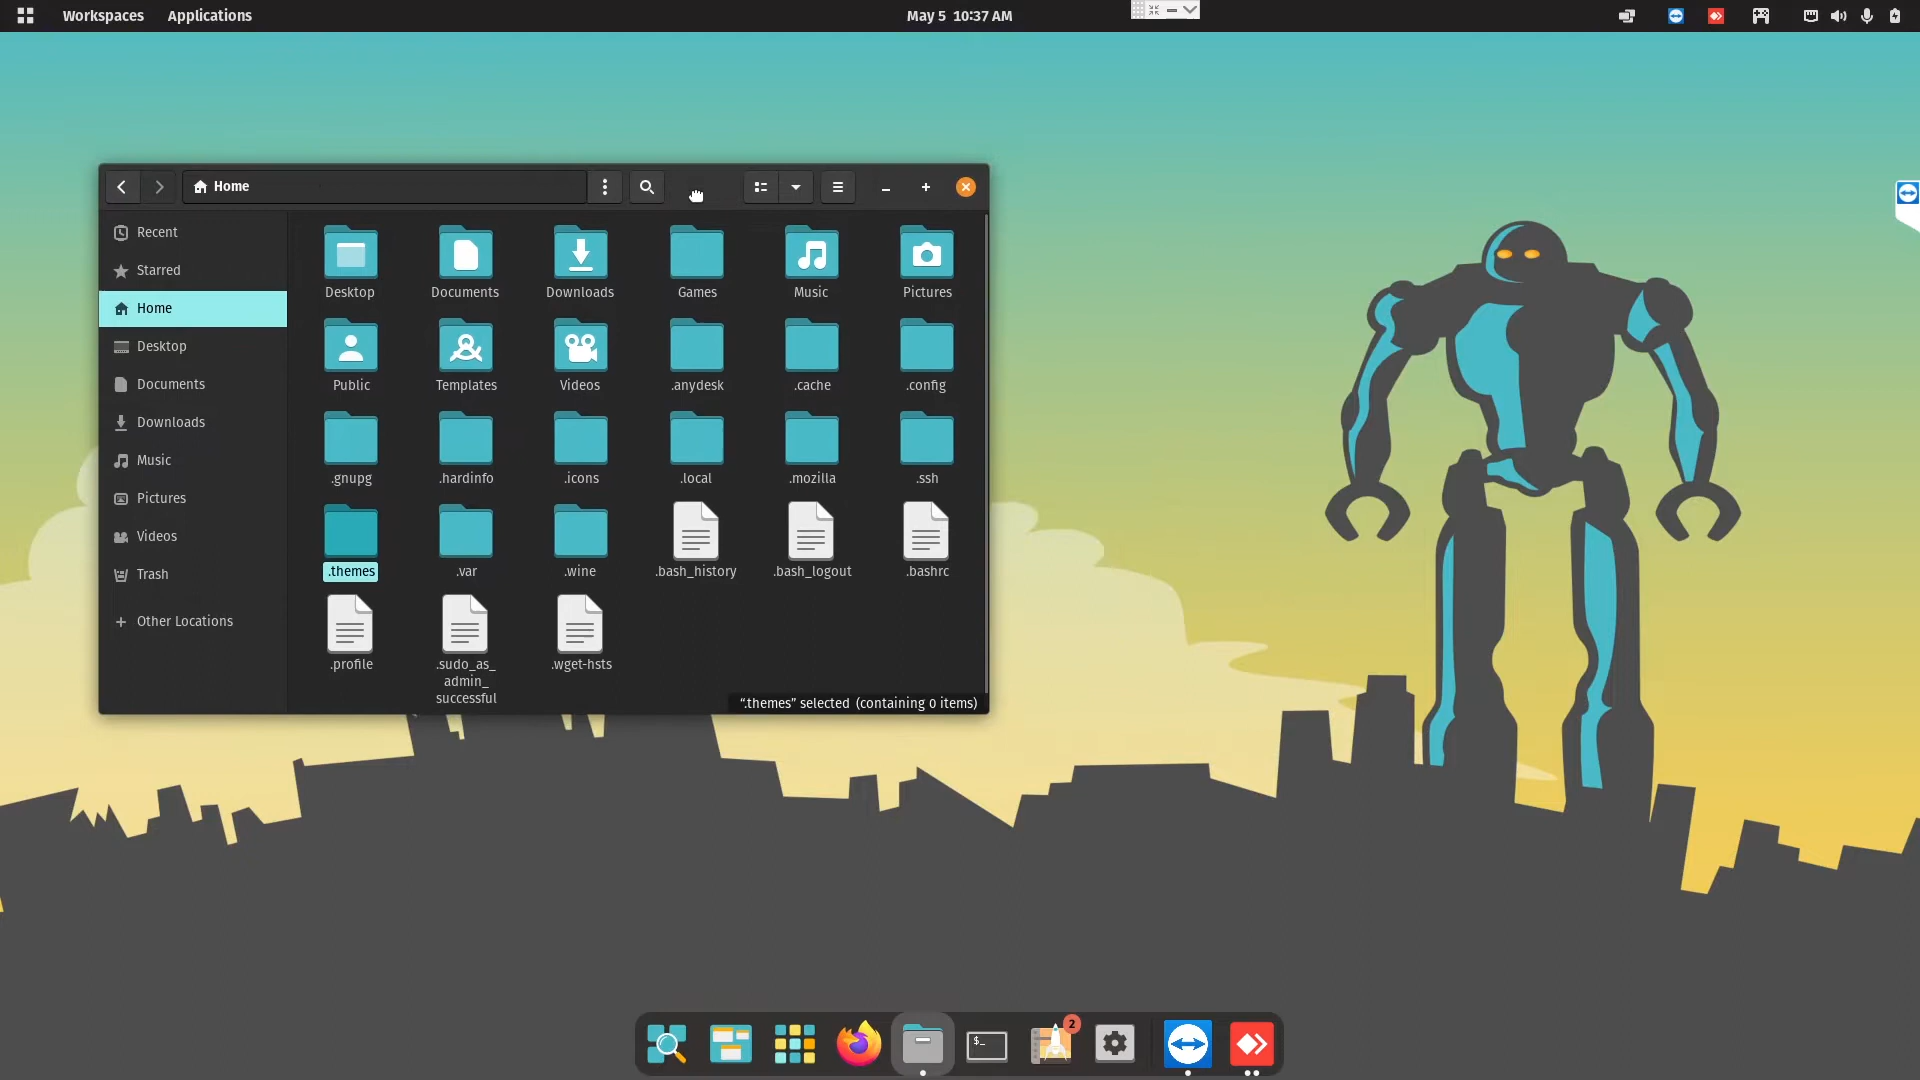 Workspaces Applications May 5 10:37 AM
Home
Recent
Starred
Home
Desktop
Documents
Downloads
Music
Pictures
Videos
Trash
Other Locations
Desktop Documents Downloads Games Music Pictures
Public Templates Videos .anydesk .cache .config
.gnupg .hardinfo .icons .local .mozilla .ssh
.themes .var .wine .bash_history .bash_logout .bashrc
.profile .sudo_as_ .wget-hsts
admin_
successful
“.themes” selected (containing 0 items)
$_
2